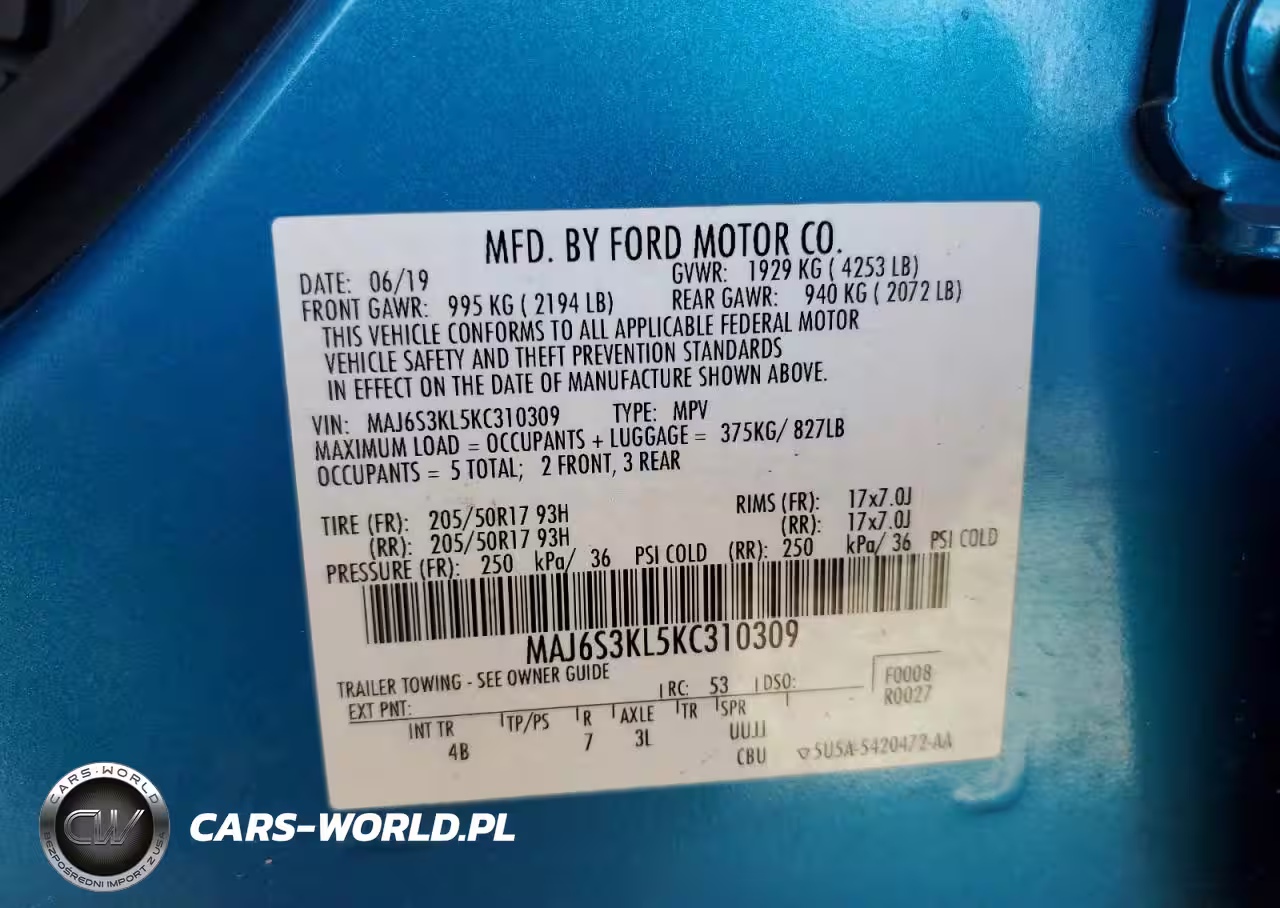 MFD. BY FORD MOTOR CO.
DATE: 06/19 GVWR: 1929 KG ( 4253 LB)
FRONT GAWR: 995 KG ( 2194 LB) REAR GAWR: 940 KG ( 2072 LB)
THIS VEHICLE CONFORMS TO ALL APPLICABLE FEDERAL MOTOR
VEHICLE SAFETY AND THEFT PREVENTION STANDARDS
IN EFFECT ON THE DATE OF MANUFACTURE SHOWN ABOVE.
VIN: MAJ6S3KL5KC310309 TYPE: MPV
MAXIMUM LOAD = OCCUPANTS + LUGGAGE = 375KG/ 827LB
OCCUPANTS = 5 TOTAL; 2 FRONT, 3 REAR
TIRE (FR): 205/50R17 93H RIMS (FR): 17x7.0J
(RR): 205/50R17 93H (RR): 17x7.0J
PRESSURE (FR): 250 kPa/ 36 PSI COLD (RR): 250 kPa/ 36 PSI COLD
MAJ6S3KL5KC310309
TRAILER TOWING - SEE OWNER GUIDE
EXT PNT: RC: 53 DSO: F0008
R0027
INT TR TP/PS R AXLE TR SPR
4B 7 3L UUJJ
CBU 5U5A-5420472-AA
CARS-WORLD
CW
BEZPOŚREDNI IMPORT Z USA
CARS-WORLD.PL